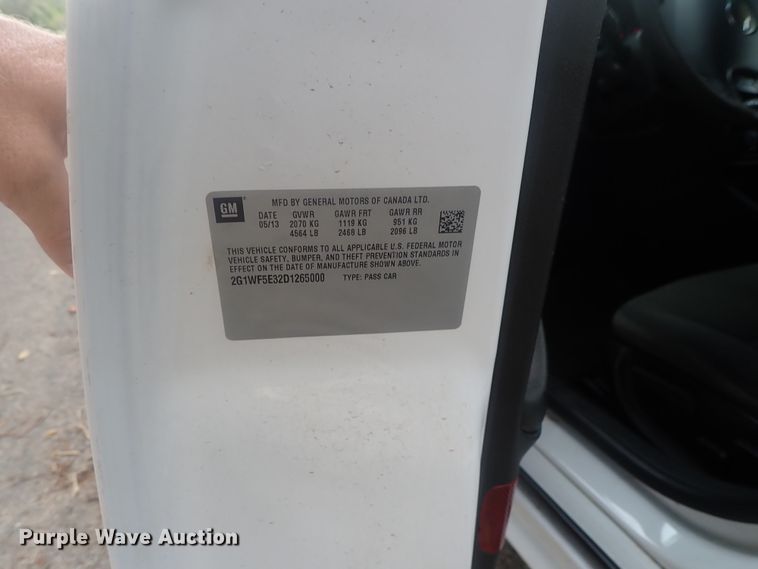 GM
MFD BY GENERAL MOTORS OF CANADA LTD.
DATE GVWR GAWR FRT GAWR RR
05/13 2070 KG 1119 KG 951 KG
4564 LB 2468 LB 2096 LB
THIS VEHICLE CONFORMS TO ALL APPLICABLE U.S. FEDERAL MOTOR
VEHICLE SAFETY, BUMPER, AND THEFT PREVENTION STANDARDS IN
EFFECT ON THE DATE OF MANUFACTURE SHOWN ABOVE.
2G1WF5E32D1265000 TYPE: PASS CAR
Purple Wave Auction